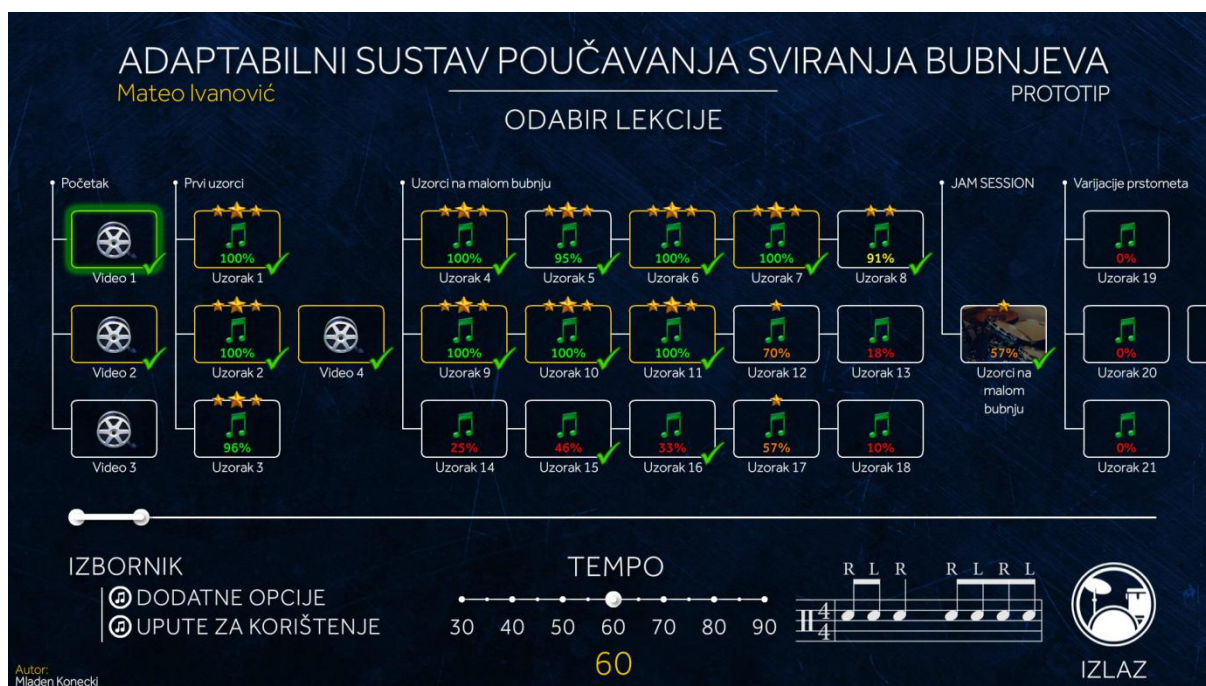 ADAPTABILNI SUSTAV POUČAVANJA SVIRANJA BUBNJEVA
Mateo Ivanović
PROTOTIP
ODABIR LEKCIJE
Početak
Prvi uzorci
Uzorci na malom bubnju
JAM SESSION
Varijacije prstometa
100%
100%
95%
100%
100%
91%
0%
Video 1
Uzorak 1
Uzorak 4
Uzorak 5
Uzorak 6
Uzorak 7
Uzorak 8
Uzorak 19
100%
100%
100%
100%
70%
18%
57%
0%
Video 2
Uzorak 2
Video 4
Uzorak 9
Uzorak 10
Uzorak 11
Uzorak 12
Uzorak 13
Uzorci na
malom
bubnju
Uzorak 20
96%
25%
46%
33%
57%
10%
0%
Video 3
Uzorak 3
Uzorak 14
Uzorak 15
Uzorak 16
Uzorak 17
Uzorak 18
Uzorak 21
IZBORNIK
DODATNE OPCIJE
UPUTE ZA KORIŠTENJE
TEMPO
30 40 50 60 70 80 90
60
R L R R L R L
4
4
IZLAZ
Autor:
Mladen Konecki